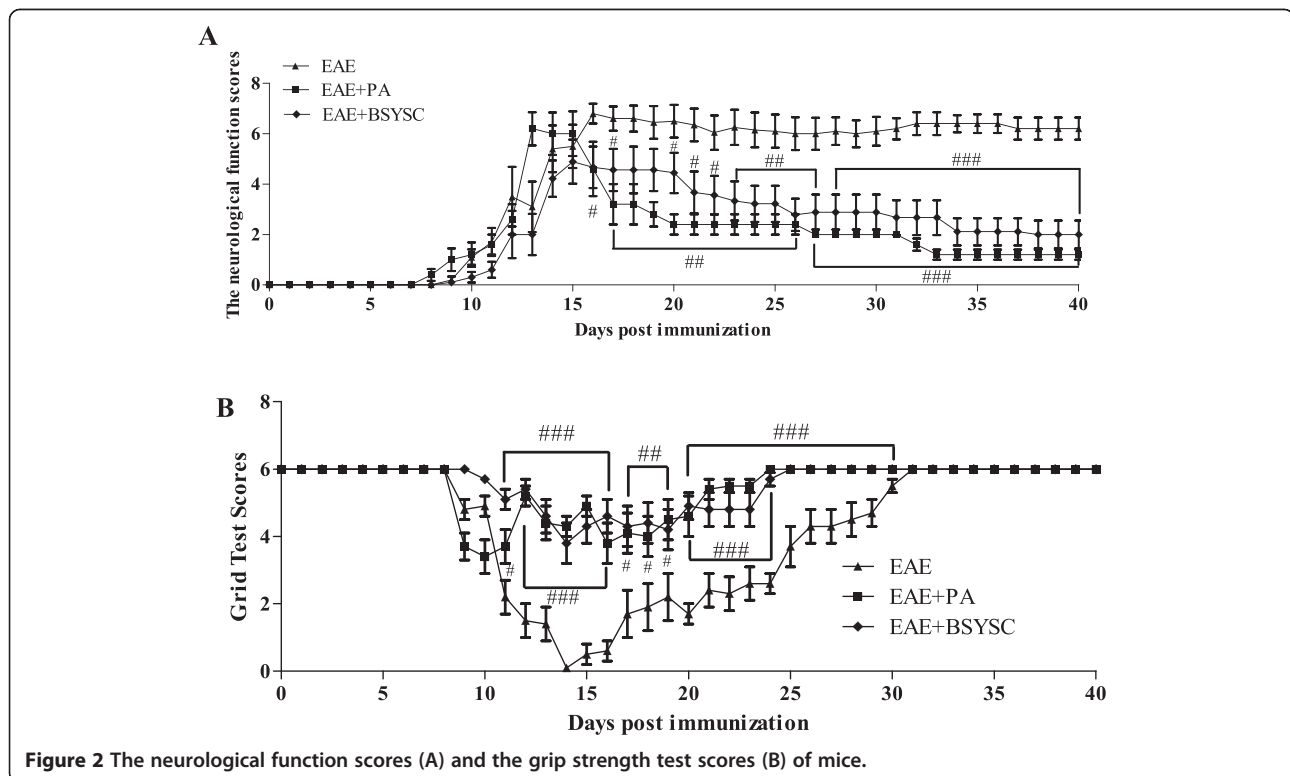 A
EAE
EAE+PA
EAE+BSYSC
The neurological function scores
8
6
4
2
0
# # # # ## ###
#
##
###
0 5 10 15 20 25 30 35 40
Days post immunization
B
Grid Test Scores
8
6
4
2
0
### ## ###
# # # #
### ###
EAE
EAE+PA
EAE+BSYSC
0 5 10 15 20 25 30 35 40
Days post immunization
Figure 2 The neurological function scores (A) and the grip strength test scores (B) of mice.